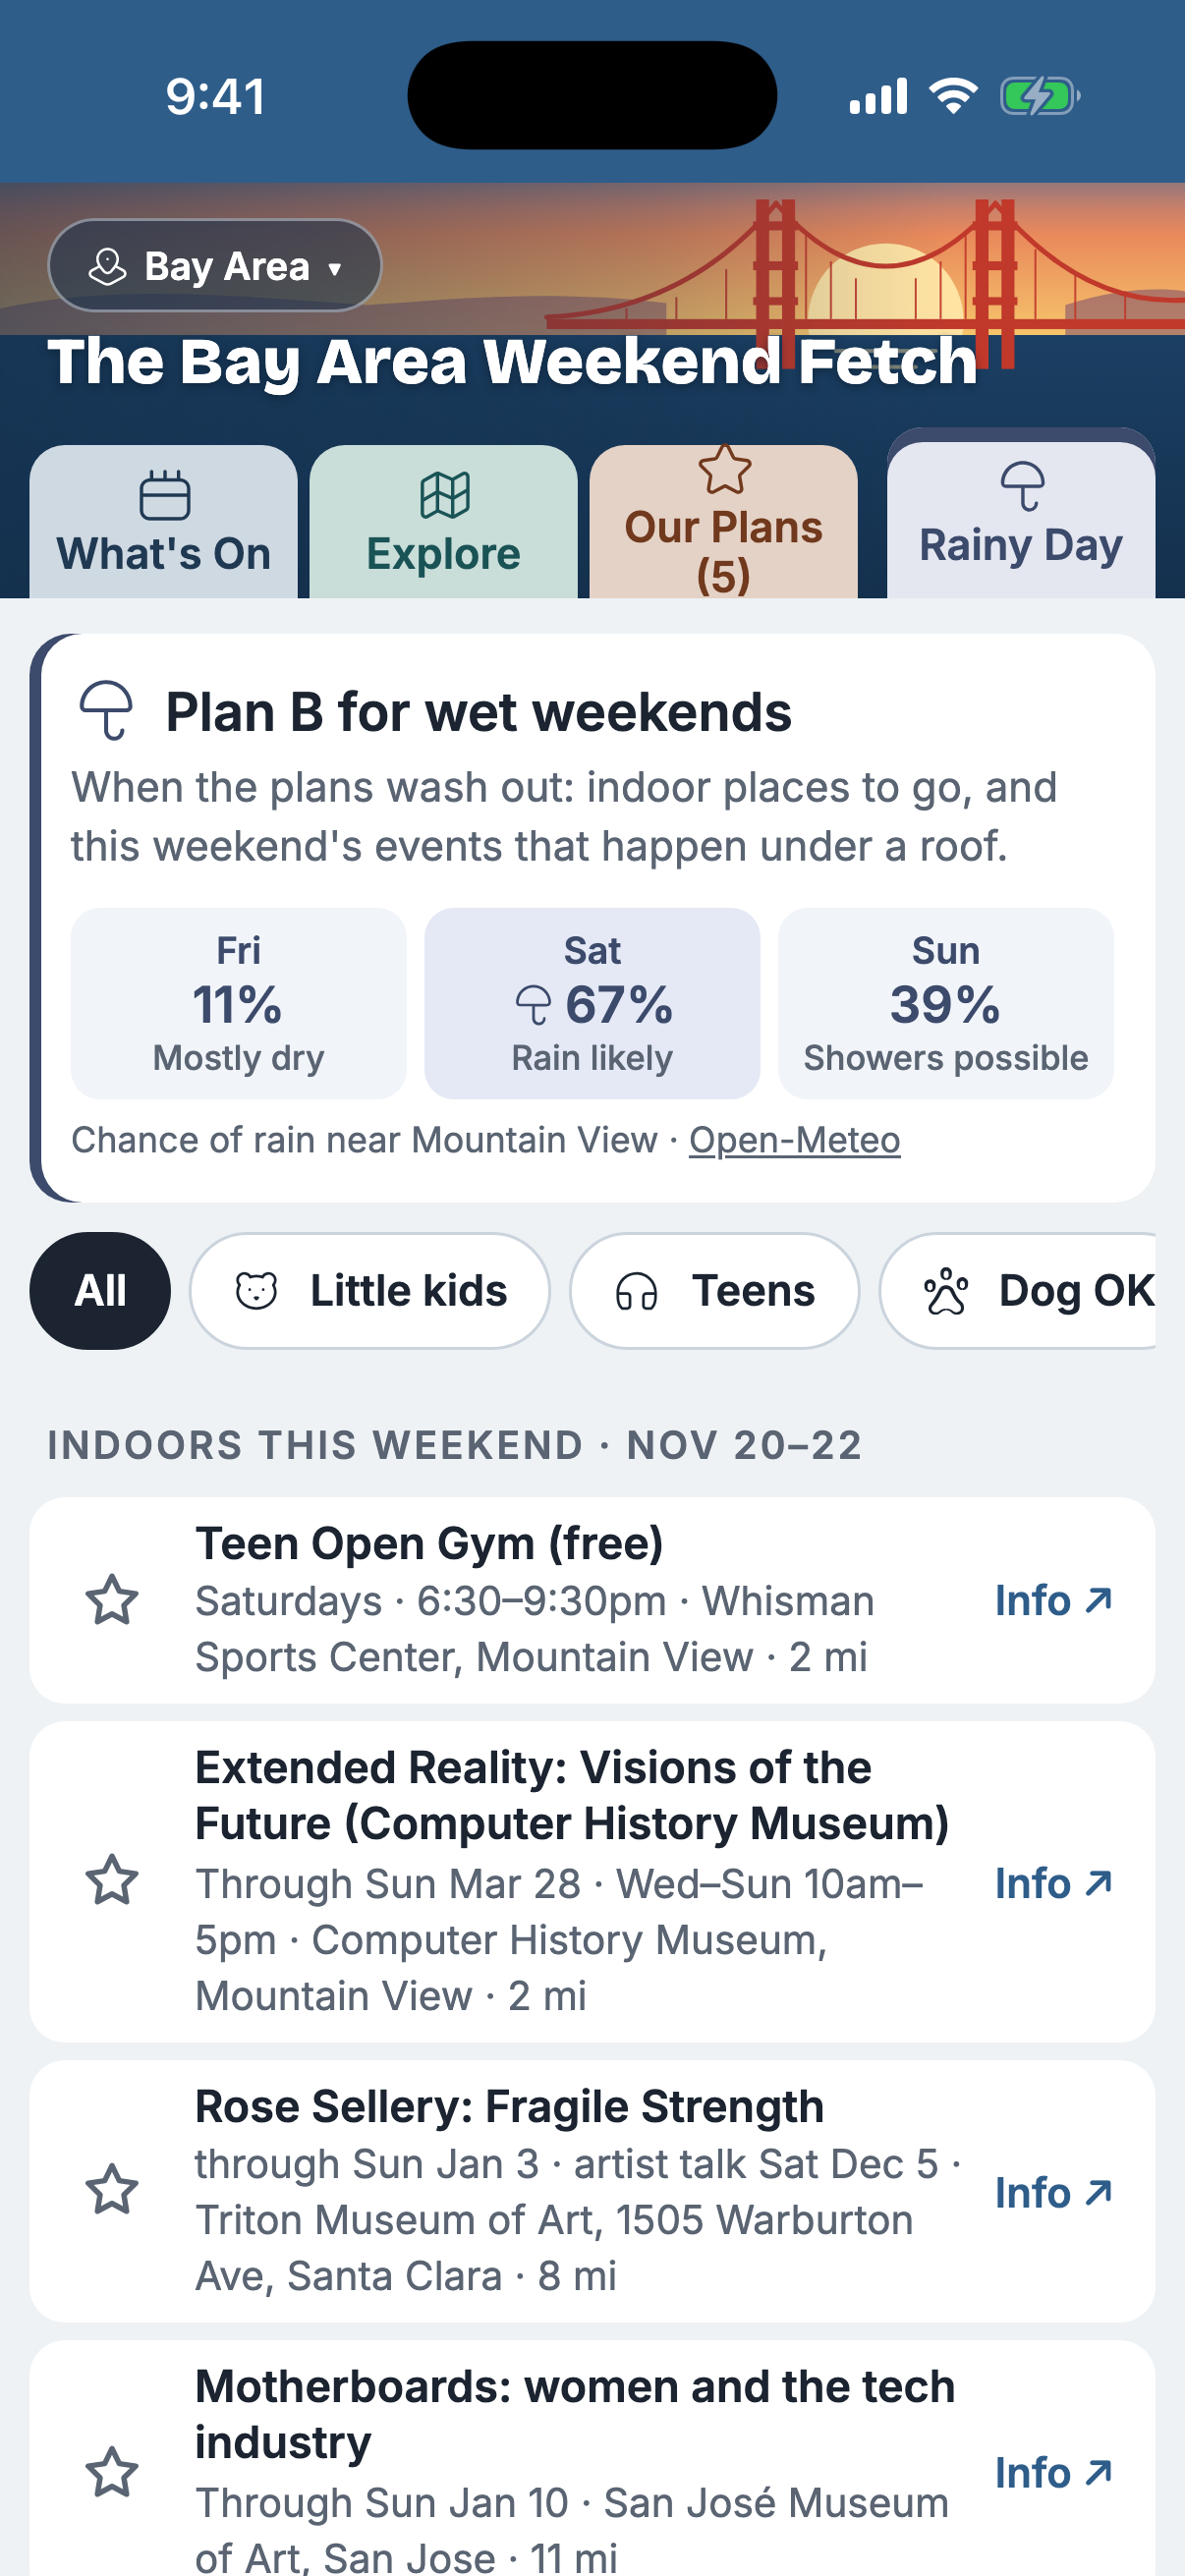 9:41
Bay Area ▾
The Bay Area Weekend Fetch
What's On
Explore
Our Plans
(5)
Rainy Day
Plan B for wet weekends
When the plans wash out: indoor places to go, and
this weekend's events that happen under a roof.
Fri
11%
Mostly dry
Sat
67%
Rain likely
Sun
39%
Showers possible
Chance of rain near Mountain View · Open-Meteo
All
Little kids
Teens
Dog OK
INDOORS THIS WEEKEND · NOV 20–22
Teen Open Gym (free)
Saturdays · 6:30–9:30pm · Whisman
Sports Center, Mountain View · 2 mi
Info ↗
Extended Reality: Visions of the
Future (Computer History Museum)
Through Sun Mar 28 · Wed–Sun 10am–
5pm · Computer History Museum,
Mountain View · 2 mi
Info ↗
Rose Sellery: Fragile Strength
through Sun Jan 3 · artist talk Sat Dec 5 ·
Triton Museum of Art, 1505 Warburton
Ave, Santa Clara · 8 mi
Info ↗
Motherboards: women and the tech
industry
Through Sun Jan 10 · San José Museum
of Art, San Jose · 11 mi
Info ↗